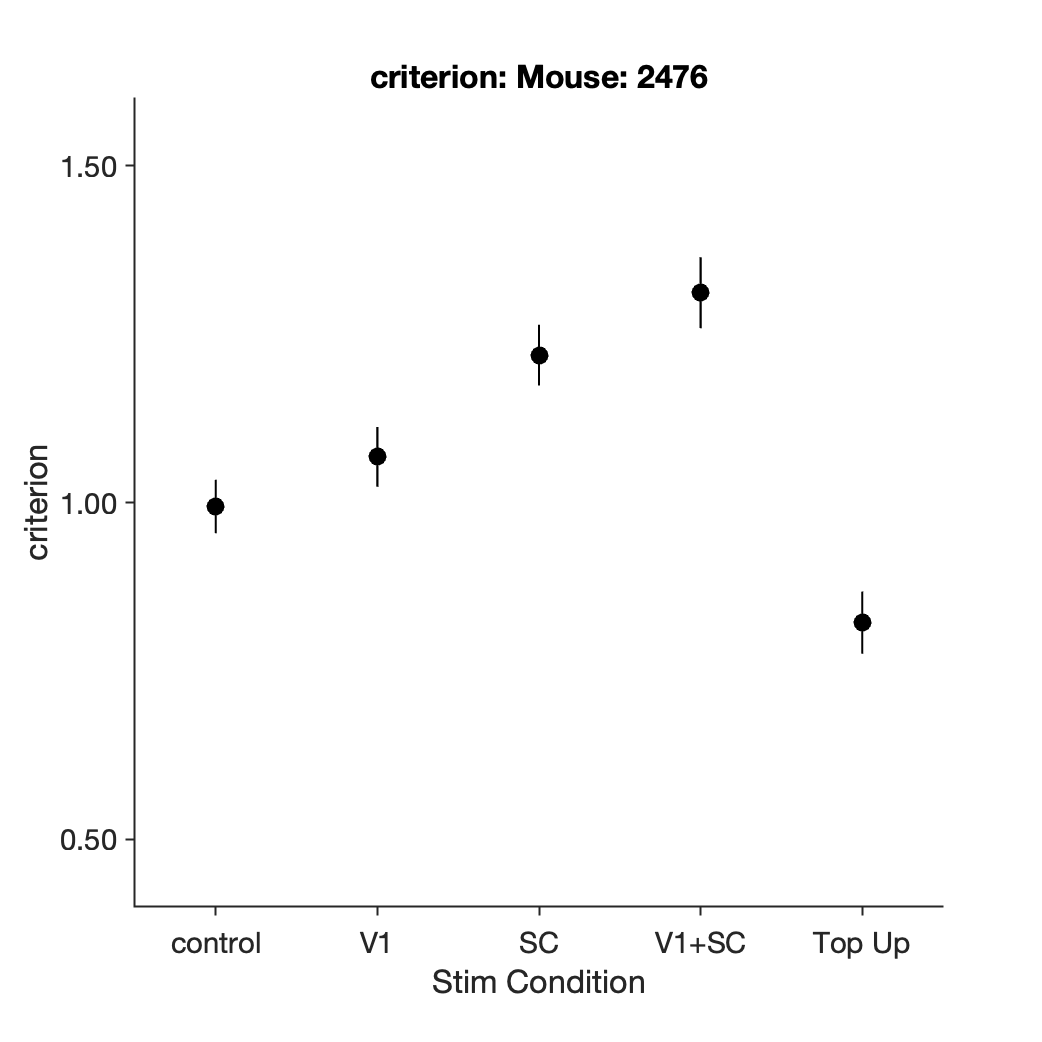 criterion: Mouse: 2476
1.50
1.00
0.50
criterion
control V1 SC V1+SC Top Up
Stim Condition